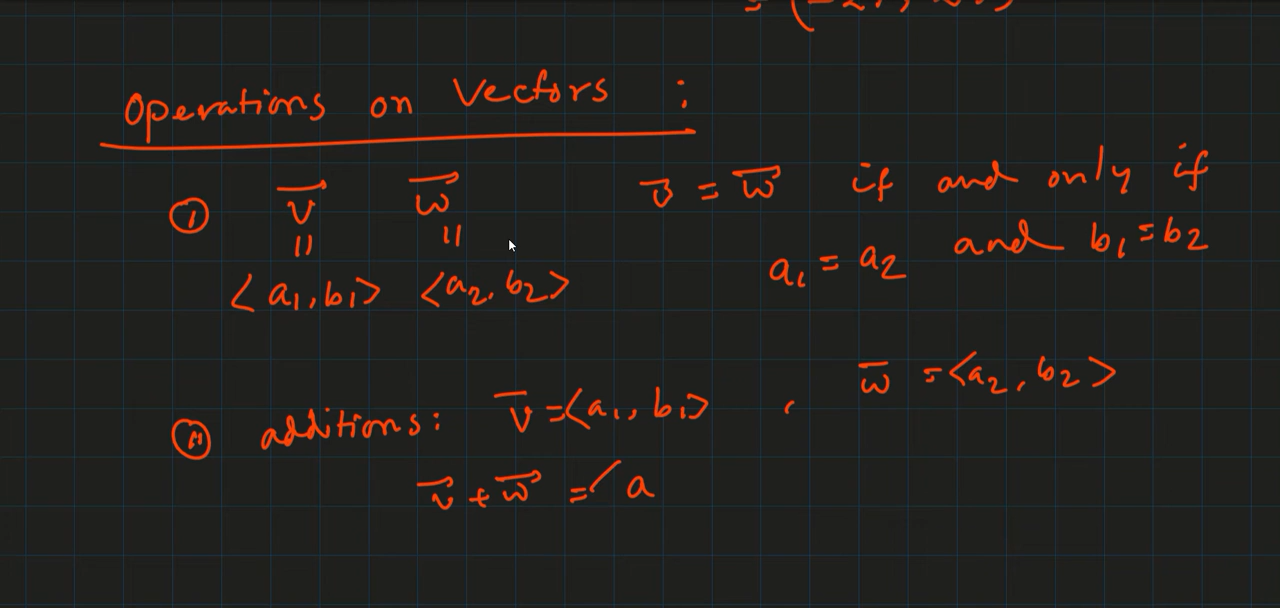 Operations on Vectors :
① v⃗ w⃗ v⃗ = w⃗ if and only if
= = a₁ = a₂ and b₁ = b₂
<a₁, b₁> <a₂, b₂>
w̅ = <a₂, b₂>
② additions: v̅ = <a₁, b₁> ,
v⃗ + w⃗ = < a